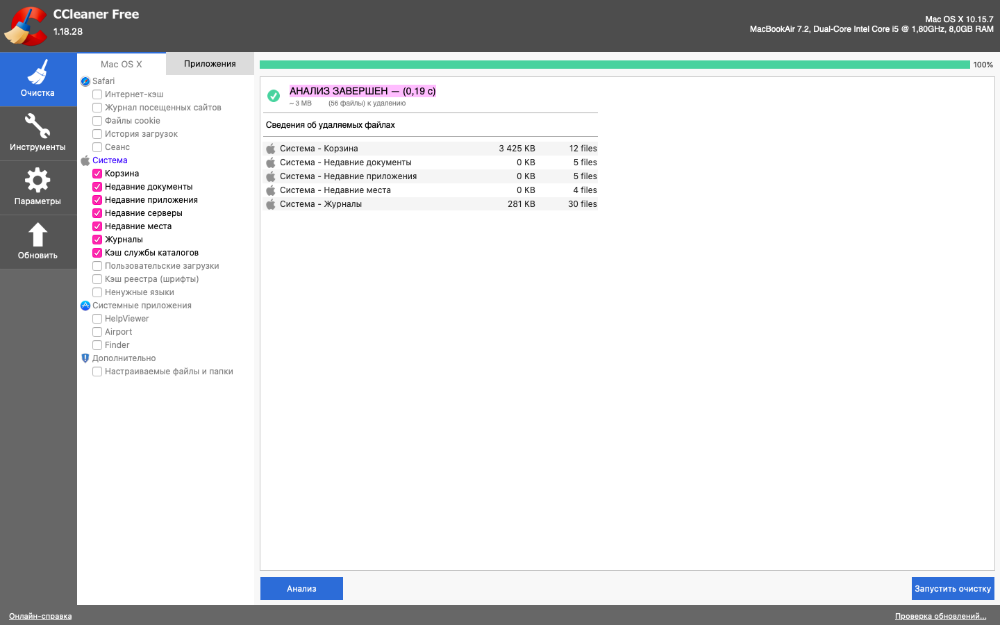 CCleaner Free
1.18.28
Mac OS X 10.15.7
MacBookAir 7.2, Dual-Core Intel Core i5 @ 1,80GHz, 8,0GB RAM
Очистка
Инструменты
Параметры
Обновить
Mac OS X
Приложения
Safari
Интернет-кэш
Журнал посещенных сайтов
Файлы cookie
История загрузок
Сеанс
Система
Корзина
Недавние документы
Недавние приложения
Недавние серверы
Недавние места
Журналы
Кэш службы каталогов
Пользовательские загрузки
Кэш реестра (шрифты)
Ненужные языки
Системные приложения
HelpViewer
Airport
Finder
Дополнительно
Настраиваемые файлы и папки
100%
АНАЛИЗ ЗАВЕРШЕН — (0,19 с)
~ 3 MB (56 файлы) к удалению
Сведения об удаляемых файлах
Система - Корзина 3 425 KB 12 files
Система - Недавние документы 0 KB 5 files
Система - Недавние приложения 0 KB 5 files
Система - Недавние места 0 KB 4 files
Система - Журналы 281 KB 30 files
Анализ
Запустить очистку
Онлайн-справка
Проверка обновлений...